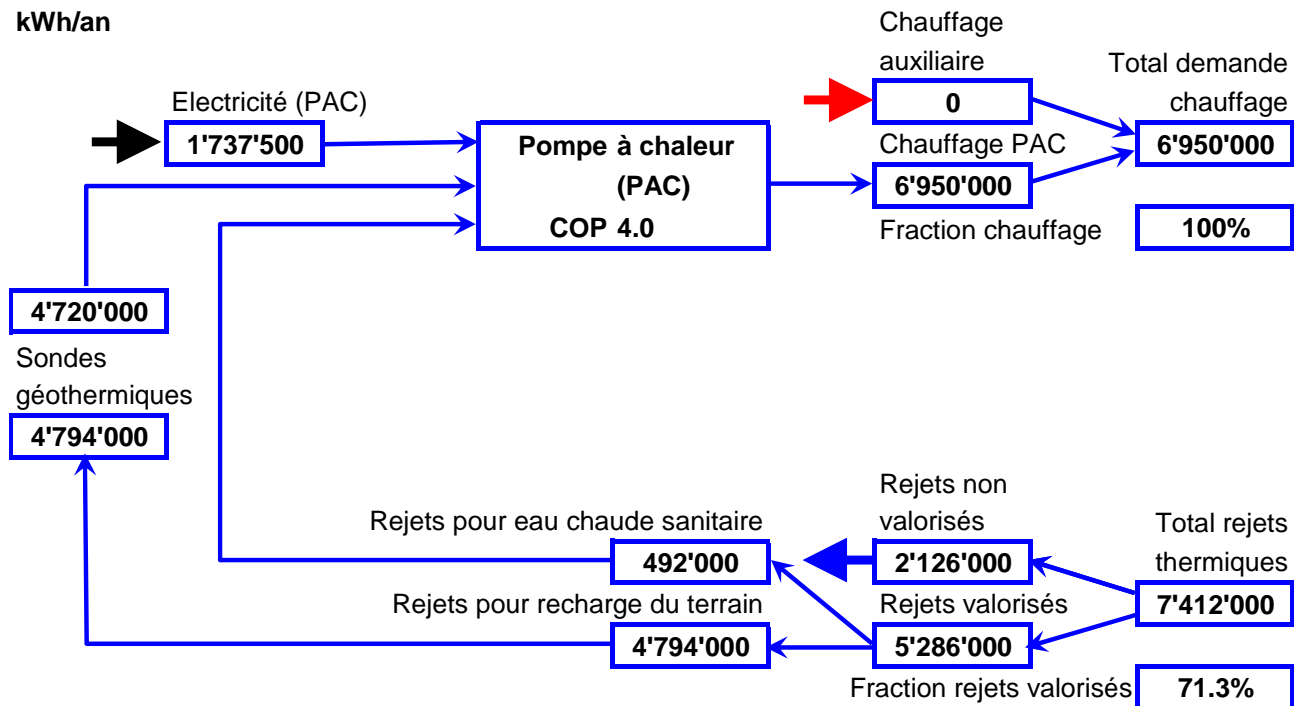 kWh/an
Chauffage
auxiliaire
0
Total demande
chauffage
6'950'000
Electricité (PAC)
1'737'500
Pompe à chaleur
(PAC)
COP 4.0
Chauffage PAC
6'950'000
Fraction chauffage
100%
4'720'000
Sondes
géothermiques
4'794'000
Rejets pour eau chaude sanitaire
492'000
Rejets non
valorisés
2'126'000
Total rejets
thermiques
7'412'000
Rejets pour recharge du terrain
4'794'000
Rejets valorisés
5'286'000
Fraction rejets valorisés
71.3%